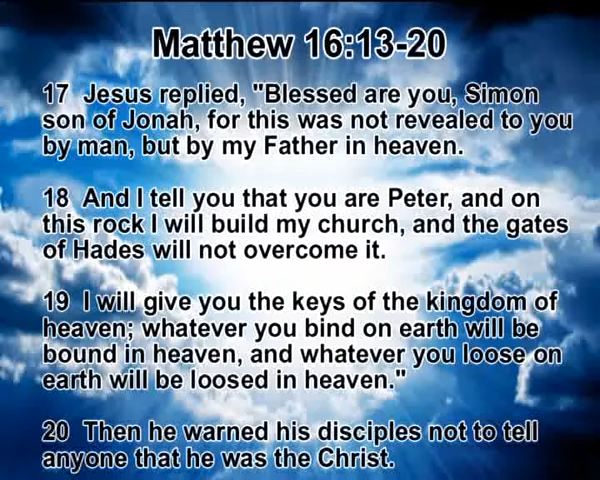 Matthew 16:13-20
17 Jesus replied, "Blessed are you, Simon
son of Jonah, for this was not revealed to you
by man, but by my Father in heaven.
18 And I tell you that you are Peter, and on
this rock I will build my church, and the gates
of Hades will not overcome it.
19 I will give you the keys of the kingdom of
heaven; whatever you bind on earth will be
bound in heaven, and whatever you loose on
earth will be loosed in heaven."
20 Then he warned his disciples not to tell
anyone that he was the Christ.